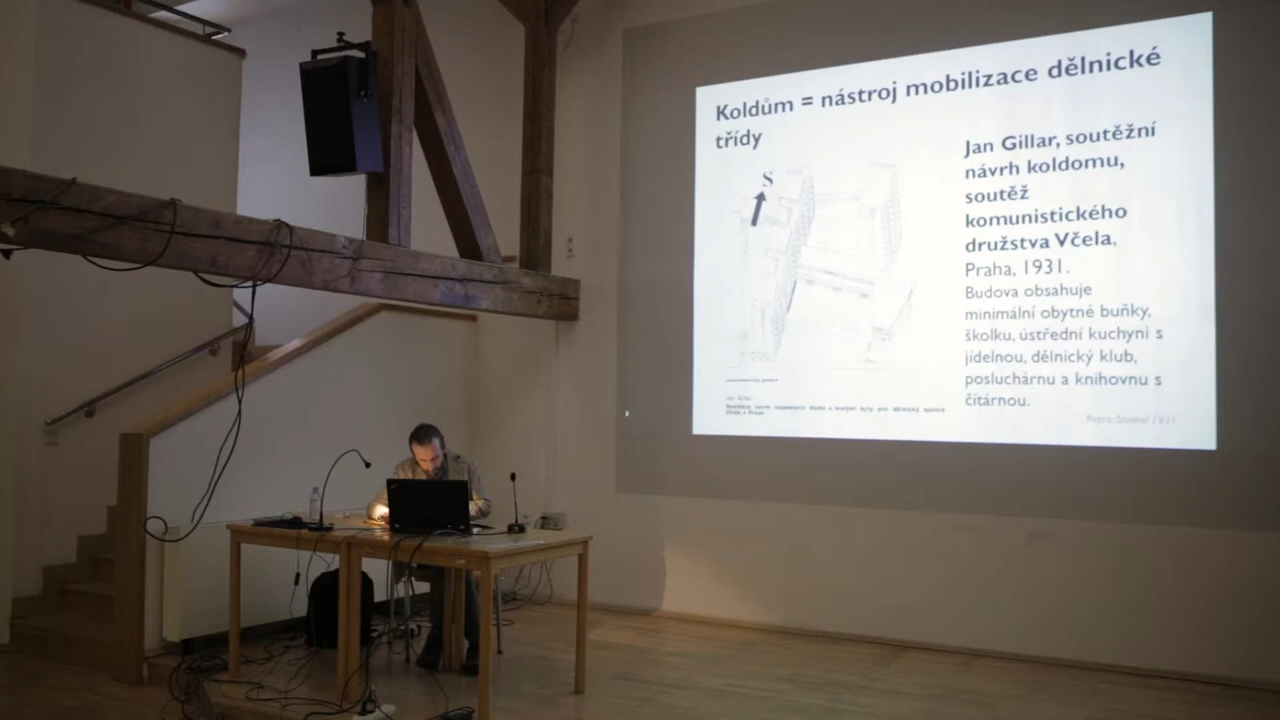 Koldům = nástroj mobilizace dělnické
třídy
S
Jan Gillar, soutěžní
návrh koldomu,
soutěž
komunistického
družstva Včela,
Praha, 1931.
Budova obsahuje
minimální obytné buňky,
školku, ústřední kuchyni s
jídelnou, dělnický klub,
posluchárnu a knihovnu s
čítárnou.